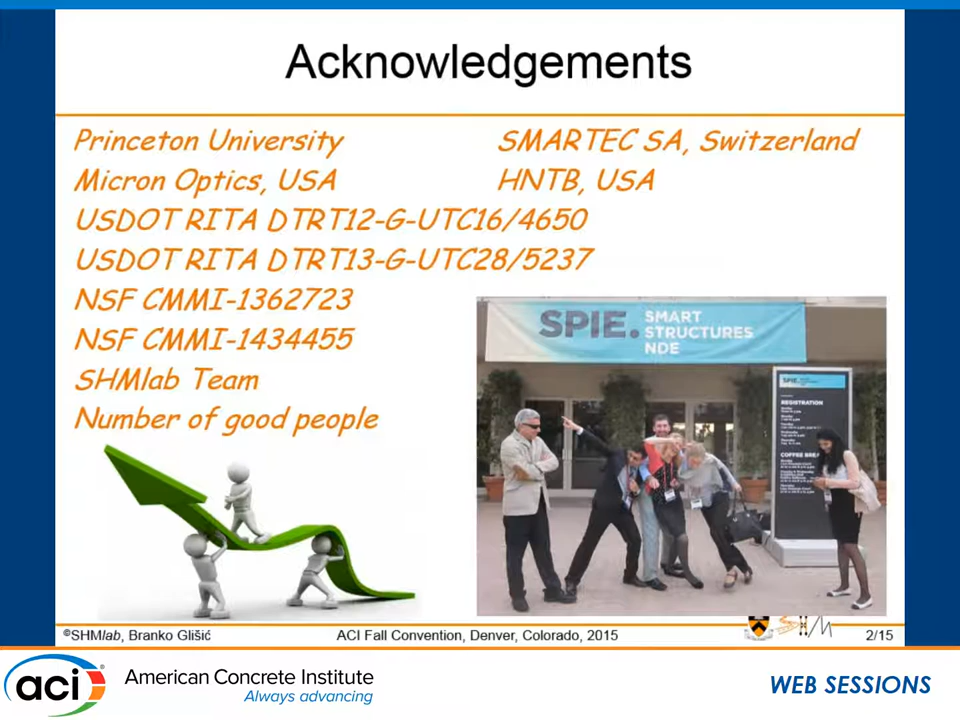 Acknowledgements
Princeton University
SMARTEC SA, Switzerland
Micron Optics, USA
HNTB, USA
USDOT RITA DTRT12-G-UTC16/4650
USDOT RITA DTRT13-G-UTC28/5237
NSF CMMI-1362723
NSF CMMI-1434455
SHMlab Team
Number of good people
SPIE. SMART
STRUCTURES
NDE
SPIE.
REGISTRATION
COFFEE BREA
©SHMlab, Branko Glišić
ACI Fall Convention, Denver, Colorado, 2015
SHM
2/15
aci
American Concrete Institute
Always advancing
WEB SESSIONS